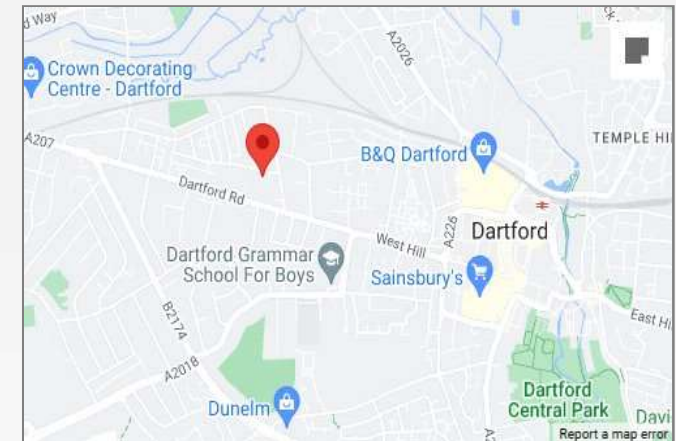 Way
Crown Decorating
Centre - Dartford
A2026
A207
B&Q Dartford
TEMPLE HI
Dartford Rd
A226
Dartford
West Hill
Dartford Grammar
School For Boys
Sainsbury's
B2174
East Hi
A2018
Dunelm
Dartford
Central Park
Davi
Report a map error